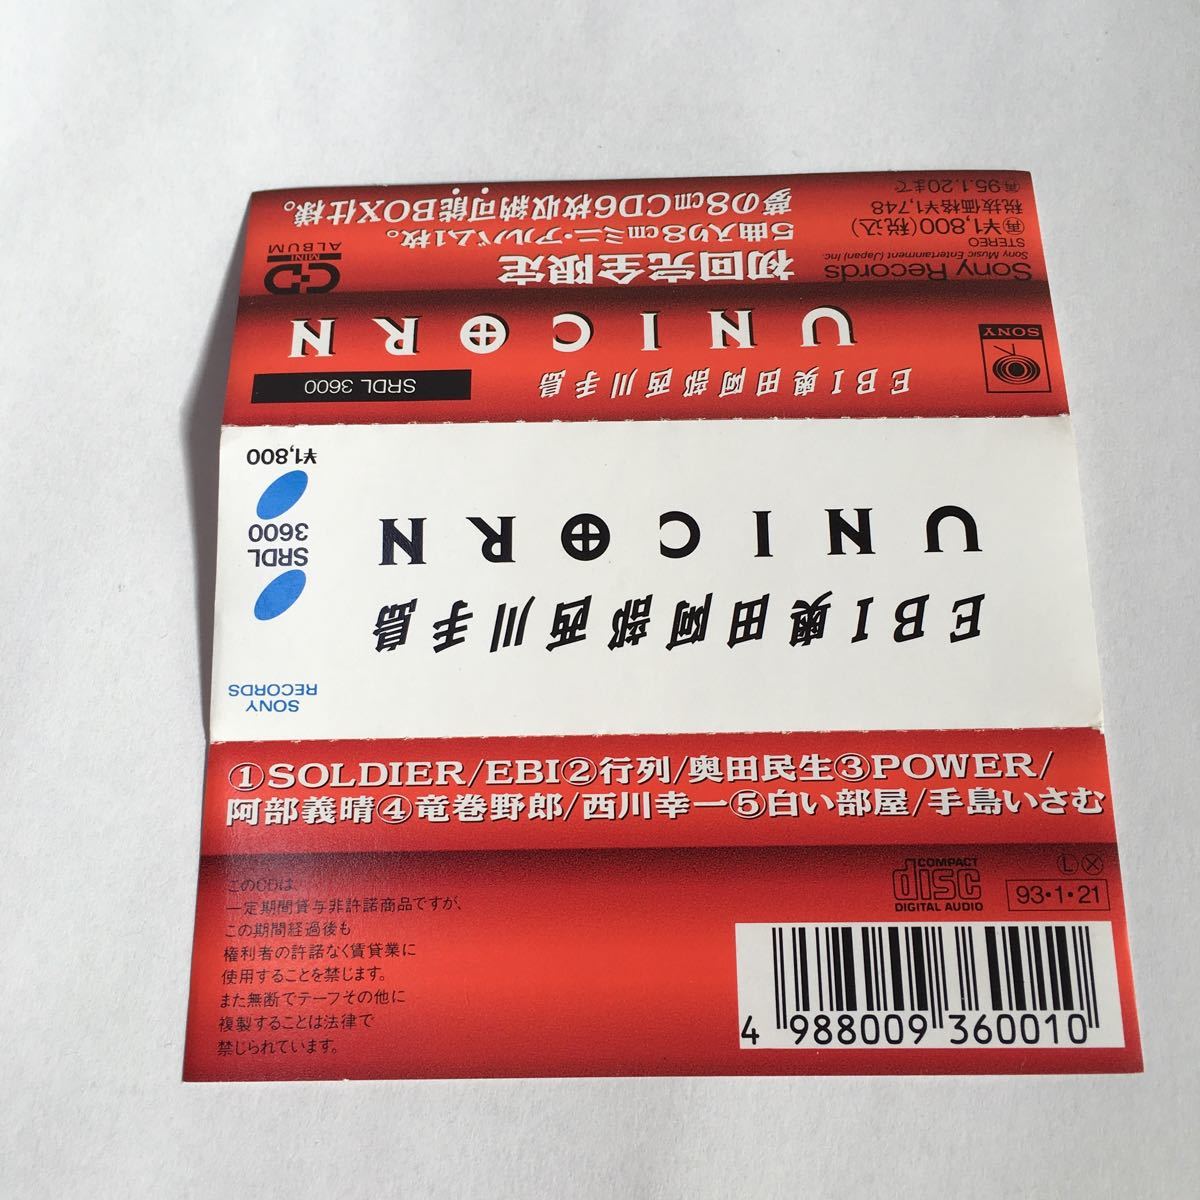 初回完全限定
5曲入り8cmミニ・アルバム1枚。
夢の8cmCD6枚収納可能BOX仕様。
CD
MINI
ALBUM
Sony Records
Sony Music Entertainment (Japan) Inc.
STEREO
再¥1,800(税込)
税抜価格¥1,748
再95.1.20まで
SONY
UNICORN
EBI奥田阿部西川手島
SRDL 3600
EBI奥田阿部西川手島
UNICORN
SONY
RECORDS
SRDL
3600
¥1,800
①SOLDIER/EBI②行列/奥田民生③POWER/
阿部義晴④竜巻野郎/西川幸一⑤白い部屋/手島いさむ
このCDは、
一定期間貸与非許諾商品ですが、
この期間経過後も
権利者の許諾なく賃貸業に
使用することを禁じます。
また無断でテープその他に
複製することは法律で
禁じられています。
COMPACT
disc
DIGITAL AUDIO
Ⓛ Ⓧ
93・1・21
4 988009 360010